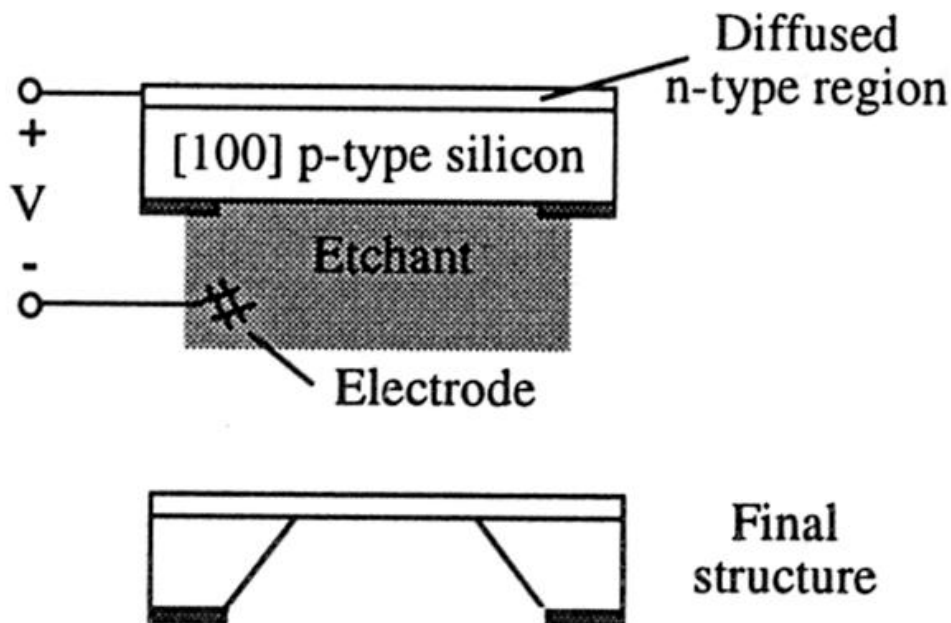 Diffused
n-type region
+
[100] p-type silicon
V
Etchant
-
Electrode
Final
structure